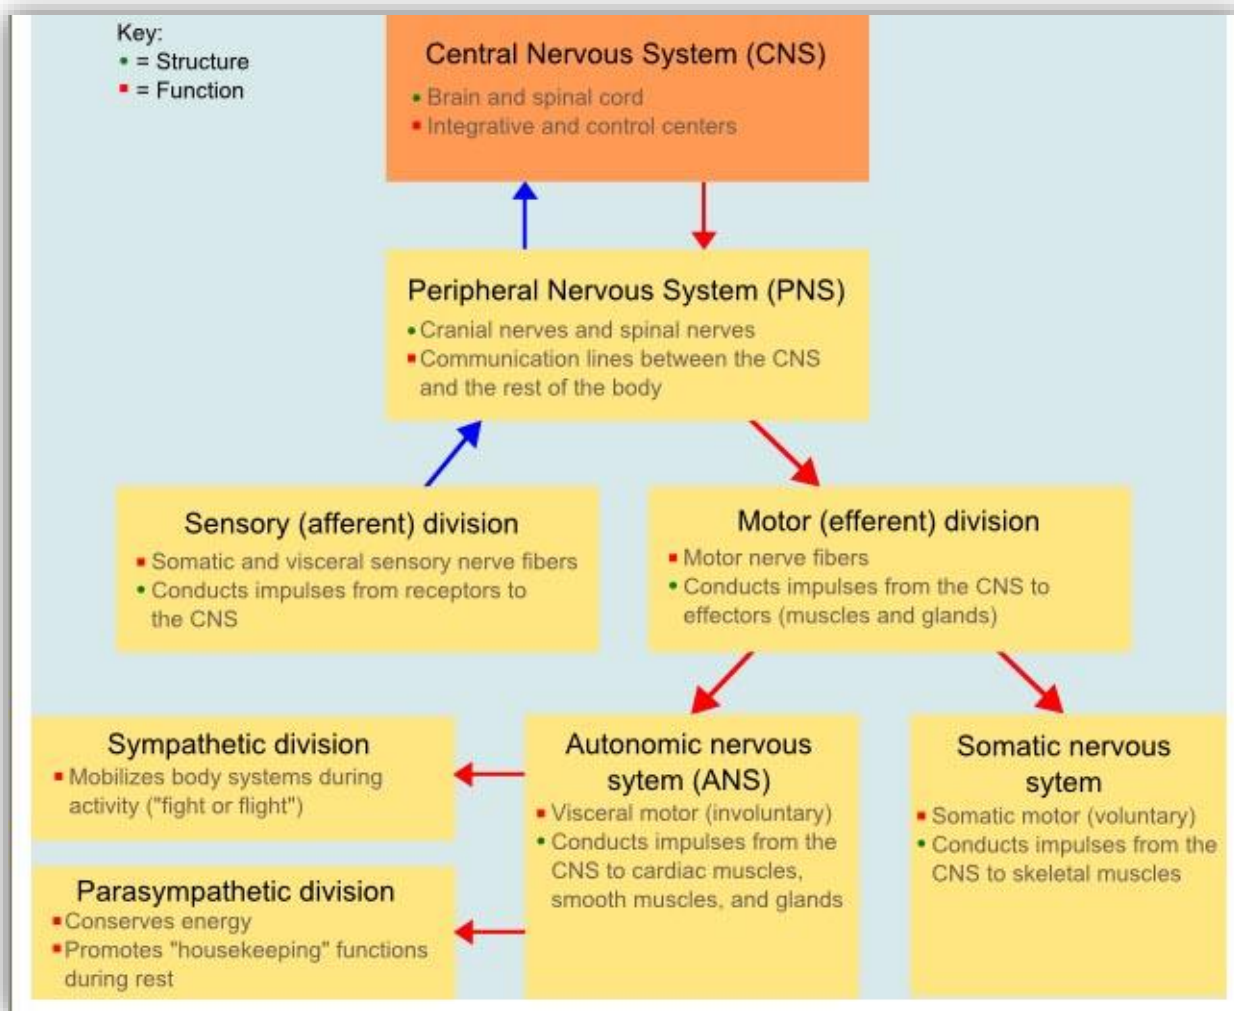 Key:
• = Structure
▪ = Function
Central Nervous System (CNS)
• Brain and spinal cord
▪ Integrative and control centers
Peripheral Nervous System (PNS)
• Cranial nerves and spinal nerves
▪ Communication lines between the CNS
and the rest of the body
Sensory (afferent) division
▪ Somatic and visceral sensory nerve fibers
• Conducts impulses from receptors to
the CNS
Motor (efferent) division
▪ Motor nerve fibers
• Conducts impulses from the CNS to
effectors (muscles and glands)
Sympathetic division
▪ Mobilizes body systems during
activity ("fight or flight")
Parasympathetic division
▪ Conserves energy
▪ Promotes "housekeeping" functions
during rest
Autonomic nervous
sytem (ANS)
▪ Visceral motor (involuntary)
• Conducts impulses from the
CNS to cardiac muscles,
smooth muscles, and glands
Somatic nervous
sytem
▪ Somatic motor (voluntary)
• Conducts impulses from the
CNS to skeletal muscles